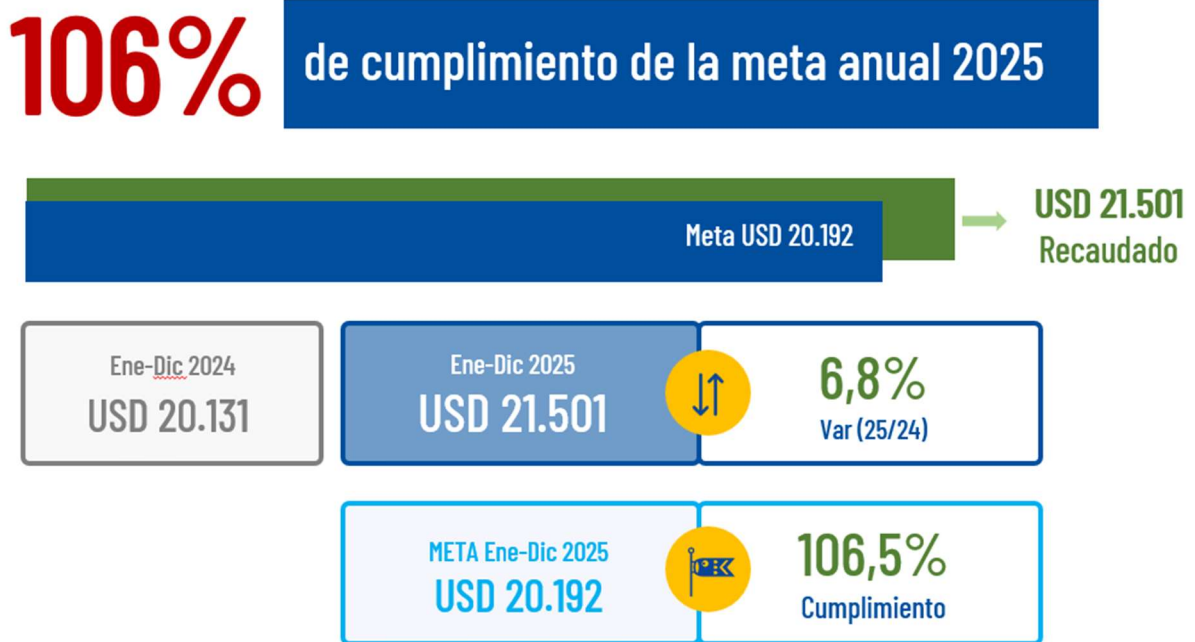 106%
de cumplimiento de la meta anual 2025
Meta USD 20.192
USD 21.501
Recaudado
Ene-Dic 2024
USD 20.131
Ene-Dic 2025
USD 21.501
6,8%
Var (25/24)
META Ene-Dic 2025
USD 20.192
106,5%
Cumplimiento